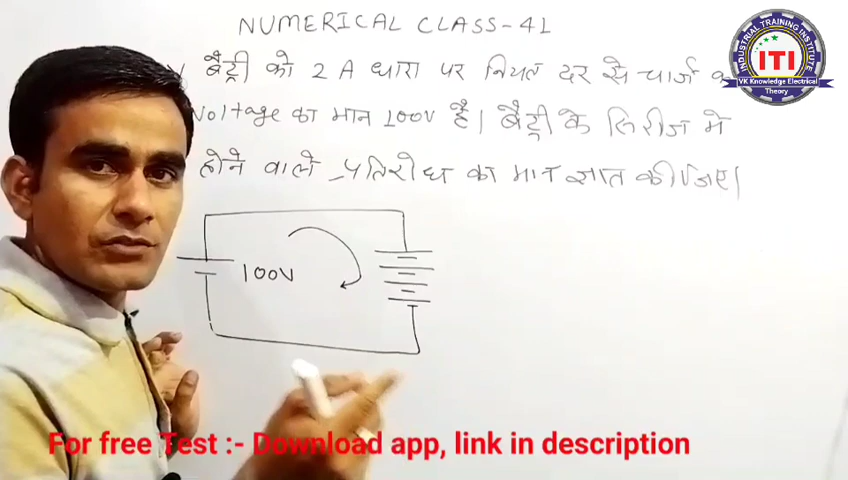 NUMERICAL CLASS-41
V बैट्री को 2 A धारा पर नियत दर से चार्ज
Voltage का मान 100V है। बैट्री के सिरीज में
होने वाले प्रतिरोध का मान ज्ञात कीजिए।
100V
INDUSTRIAL TRAINING INSTITUTE
ITI
VK Knowledge Electrical
Theory
For free Test :- Download app, link in description